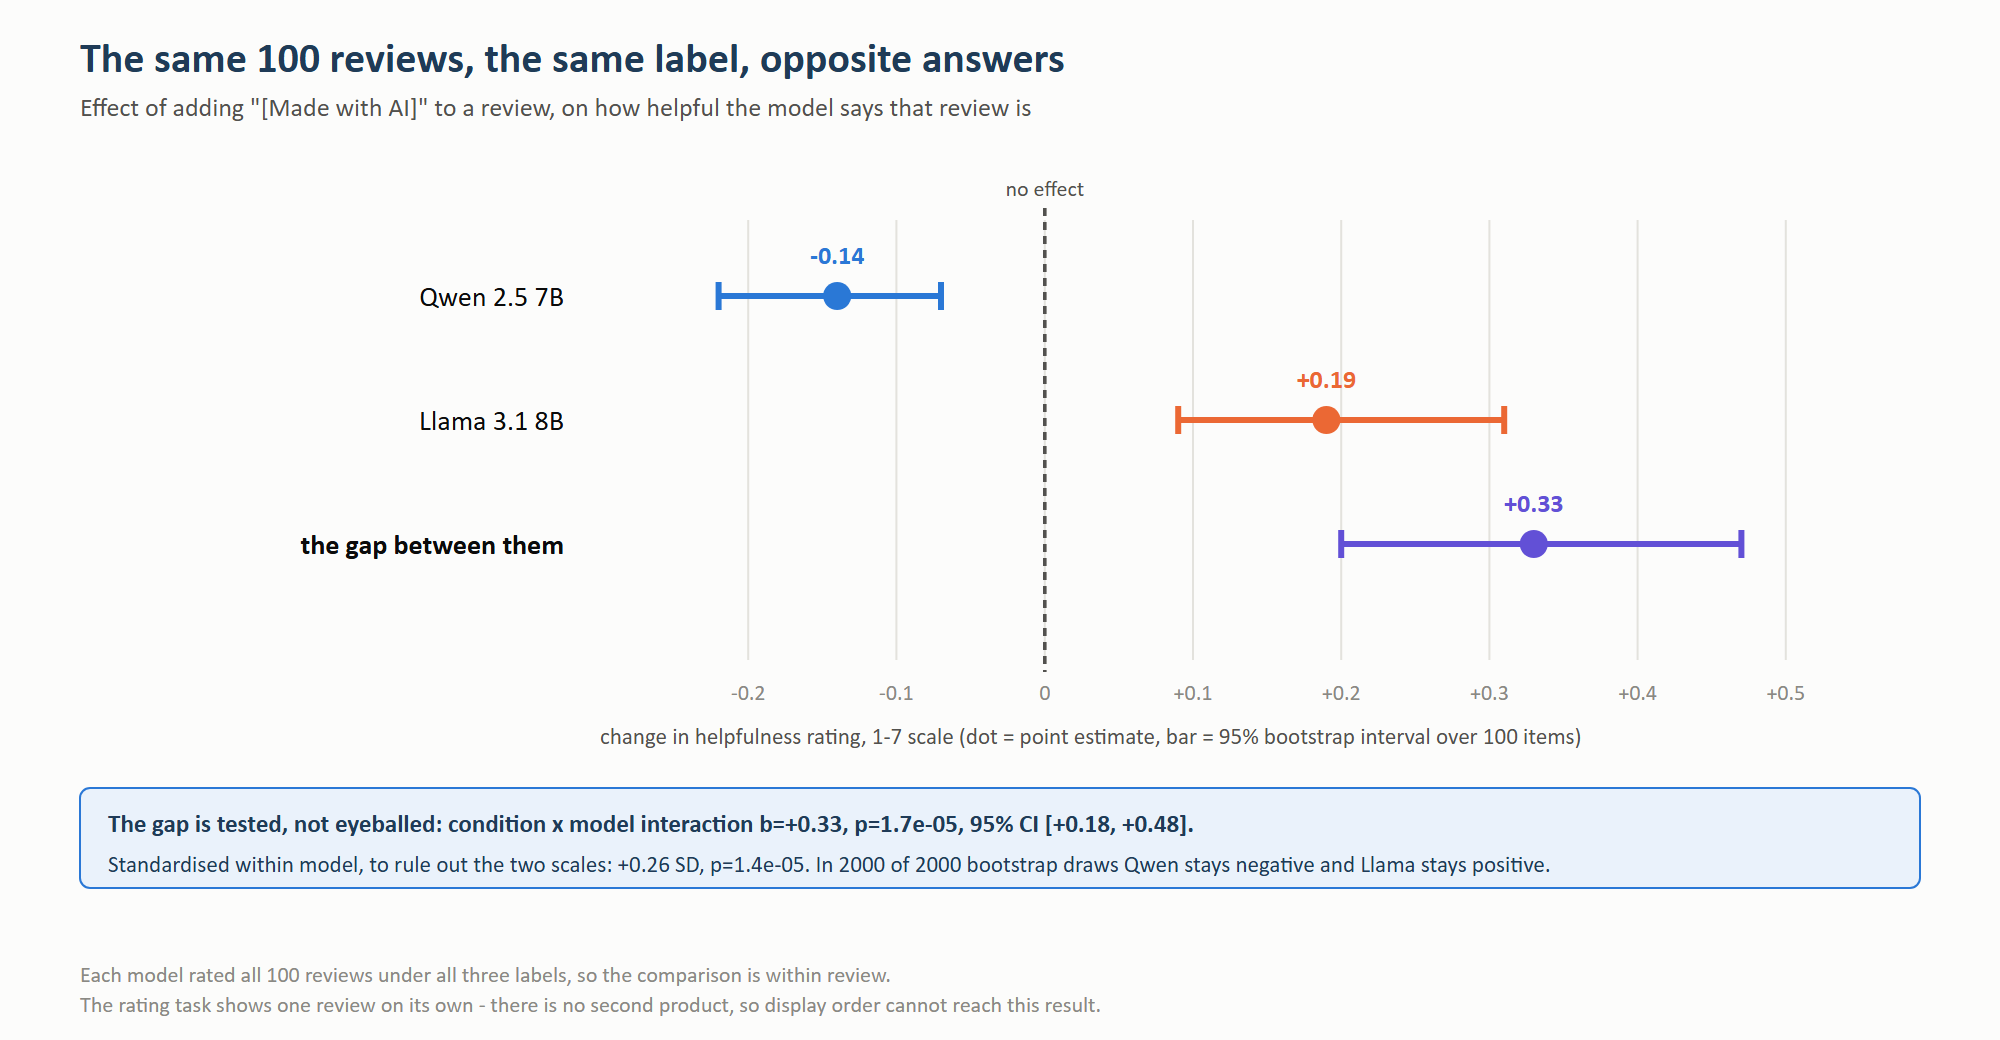 The same 100 reviews, the same label, opposite answers
Effect of adding "[Made with AI]" to a review, on how helpful the model says that review is
no effect
-0.14
Qwen 2.5 7B
+0.19
Llama 3.1 8B
+0.33
the gap between them
-0.2 -0.1 0 +0.1 +0.2 +0.3 +0.4 +0.5
change in helpfulness rating, 1-7 scale (dot = point estimate, bar = 95% bootstrap interval over 100 items)
The gap is tested, not eyeballed: condition x model interaction b=+0.33, p=1.7e-05, 95% CI [+0.18, +0.48].
Standardised within model, to rule out the two scales: +0.26 SD, p=1.4e-05. In 2000 of 2000 bootstrap draws Qwen stays negative and Llama stays positive.
Each model rated all 100 reviews under all three labels, so the comparison is within review.
The rating task shows one review on its own - there is no second product, so display order cannot reach this result.